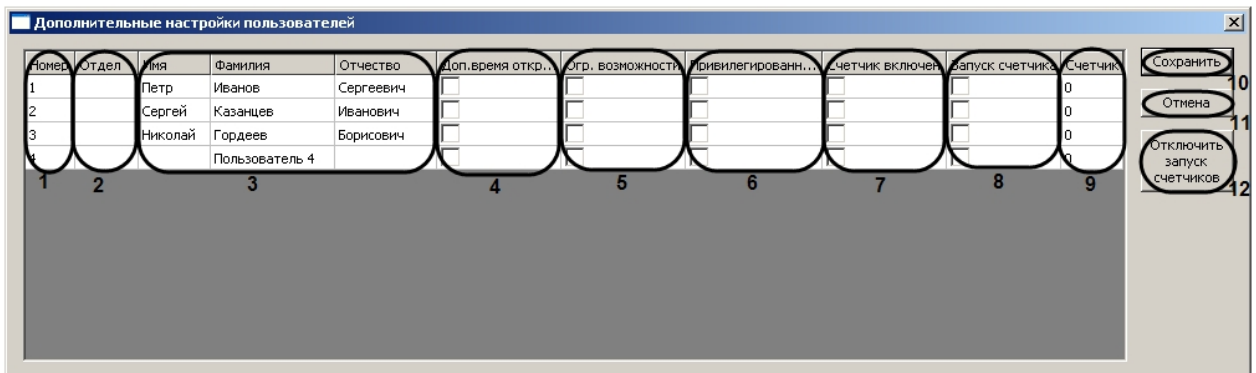 Дополнительные настройки пользователей
Номер Отдел Имя Фамилия Отчество Доп.время откр... Огр. возможности Привилегированн... Счетчик включен Запуск счетчика Счетчик
1 Петр Иванов Сергеевич 0
2 Сергей Казанцев Иванович 0
3 Николай Гордеев Борисович 0
4 Пользователь 4 0
1 2 3 4 5 6 7 8 9
Сохранить
10
Отмена
11
Отключить
запуск
счетчиков
12